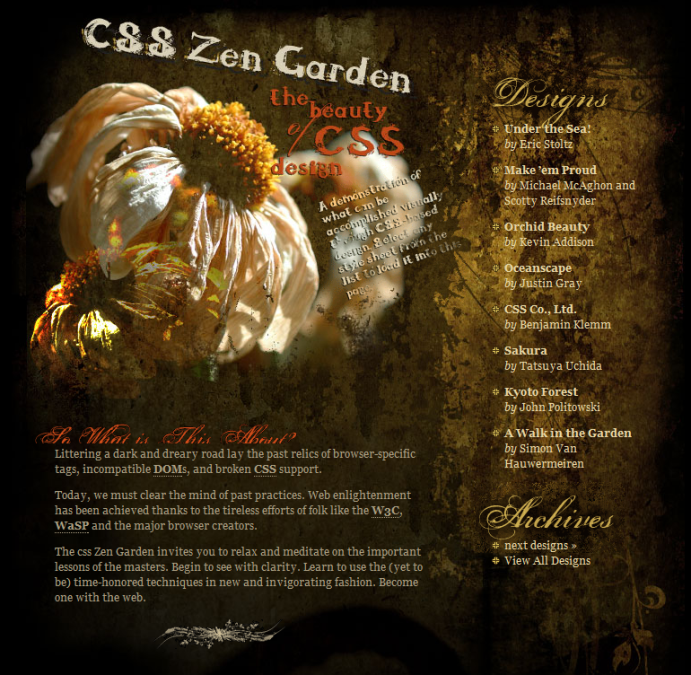 CSS Zen Garden
the
beauty
of CSS
design
A demonstration of
what can be
accomplished visually
through CSS-based
design. Select any
style sheet from the
list to load it into this
page.
So What is This About?
Littering a dark and dreary road lay the past relics of browser-specific
tags, incompatible DOMs, and broken CSS support.
Today, we must clear the mind of past practices. Web enlightenment
has been achieved thanks to the tireless efforts of folk like the W3C,
WaSP and the major browser creators.
The css Zen Garden invites you to relax and meditate on the important
lessons of the masters. Begin to see with clarity. Learn to use the (yet to
be) time-honored techniques in new and invigorating fashion. Become
one with the web.
Designs
Under the Sea!
by Eric Stoltz
Make 'em Proud
by Michael McAghon and
Scotty Reifsnyder
Orchid Beauty
by Kevin Addison
Oceanscape
by Justin Gray
CSS Co., Ltd.
by Benjamin Klemm
Sakura
by Tatsuya Uchida
Kyoto Forest
by John Politowski
A Walk in the Garden
by Simon Van
Hauwermeiren
Archives
next designs »
View All Designs